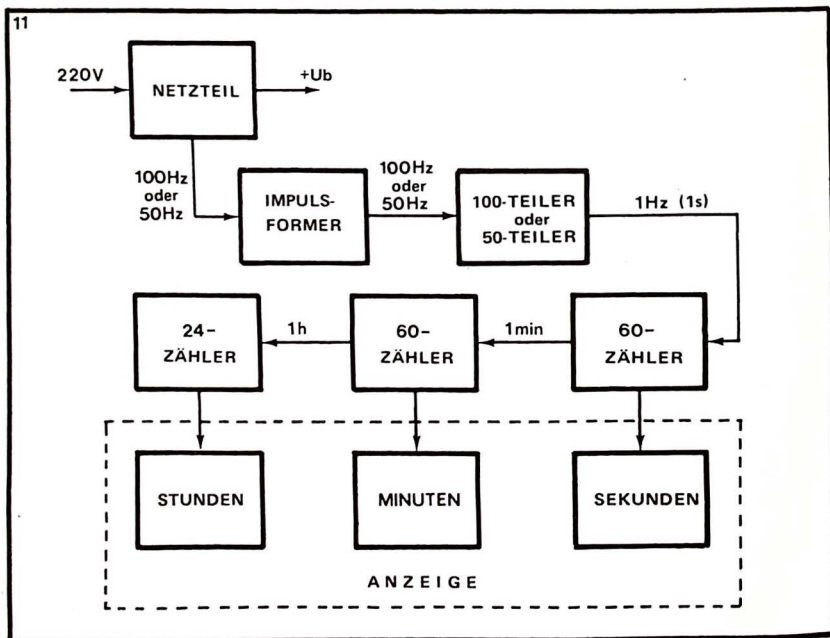 11
220V
NETZTEIL
+Ub
100Hz
oder
50Hz
IMPULS-
FORMER
100Hz
oder
50Hz
100-TEILER
oder
50-TEILER
1Hz (1s)
24-
ZÄHLER
1h
60-
ZÄHLER
1min
60-
ZÄHLER
STUNDEN
MINUTEN
SEKUNDEN
ANZEIGE